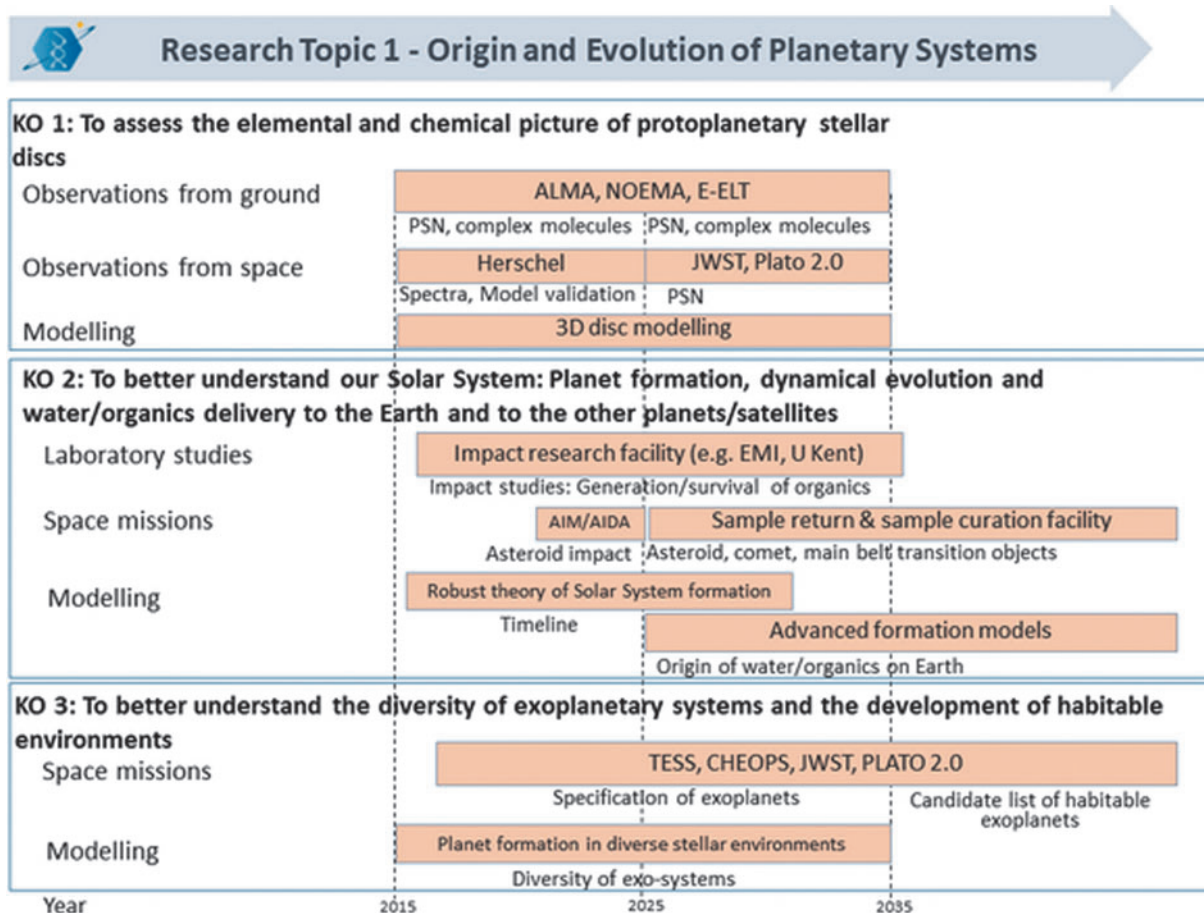 Research Topic 1 - Origin and Evolution of Planetary Systems
KO 1: To assess the elemental and chemical picture of protoplanetary stellar
discs
Observations from ground
ALMA, NOEMA, E-ELT
PSN, complex molecules
PSN, complex molecules
Observations from space
Herschel
JWST, Plato 2.0
Spectra, Model validation
PSN
Modelling
3D disc modelling
KO 2: To better understand our Solar System: Planet formation, dynamical evolution and
water/organics delivery to the Earth and to the other planets/satellites
Laboratory studies
Impact research facility (e.g. EMI, U Kent)
Impact studies: Generation/survival of organics
Space missions
AIM/AIDA
Sample return & sample curation facility
Asteroid impact
Asteroid, comet, main belt transition objects
Modelling
Robust theory of Solar System formation
Timeline
Advanced formation models
Origin of water/organics on Earth
KO 3: To better understand the diversity of exoplanetary systems and the development of habitable
environments
Space missions
TESS, CHEOPS, JWST, PLATO 2.0
Specification of exoplanets
Candidate list of habitable
exoplanets
Modelling
Planet formation in diverse stellar environments
Diversity of exo-systems
Year
2015
2025
2035